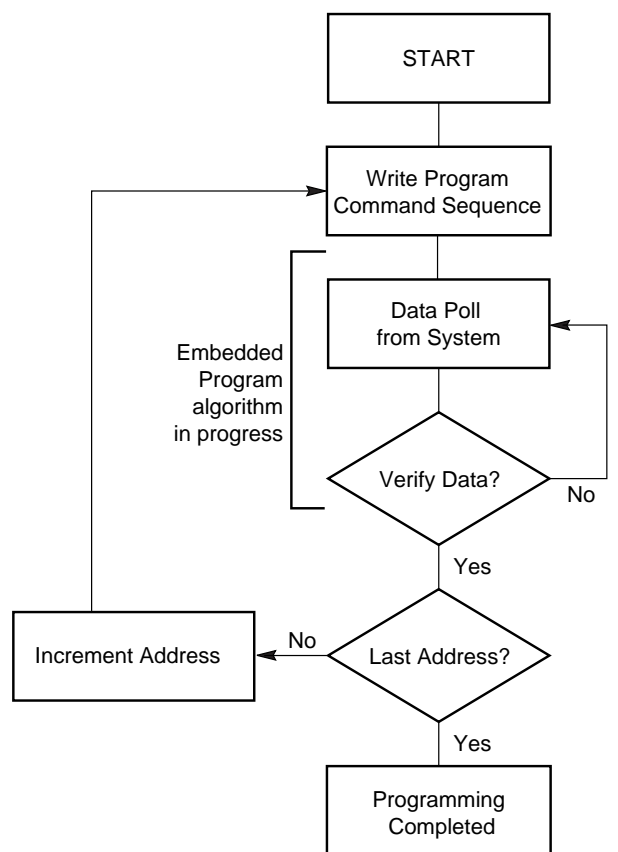 START
Write Program
Command Sequence
Data Poll
from System
Embedded
Program
algorithm
in progress
Verify Data?
No
Yes
Increment Address
No
Last Address?
Yes
Programming
Completed